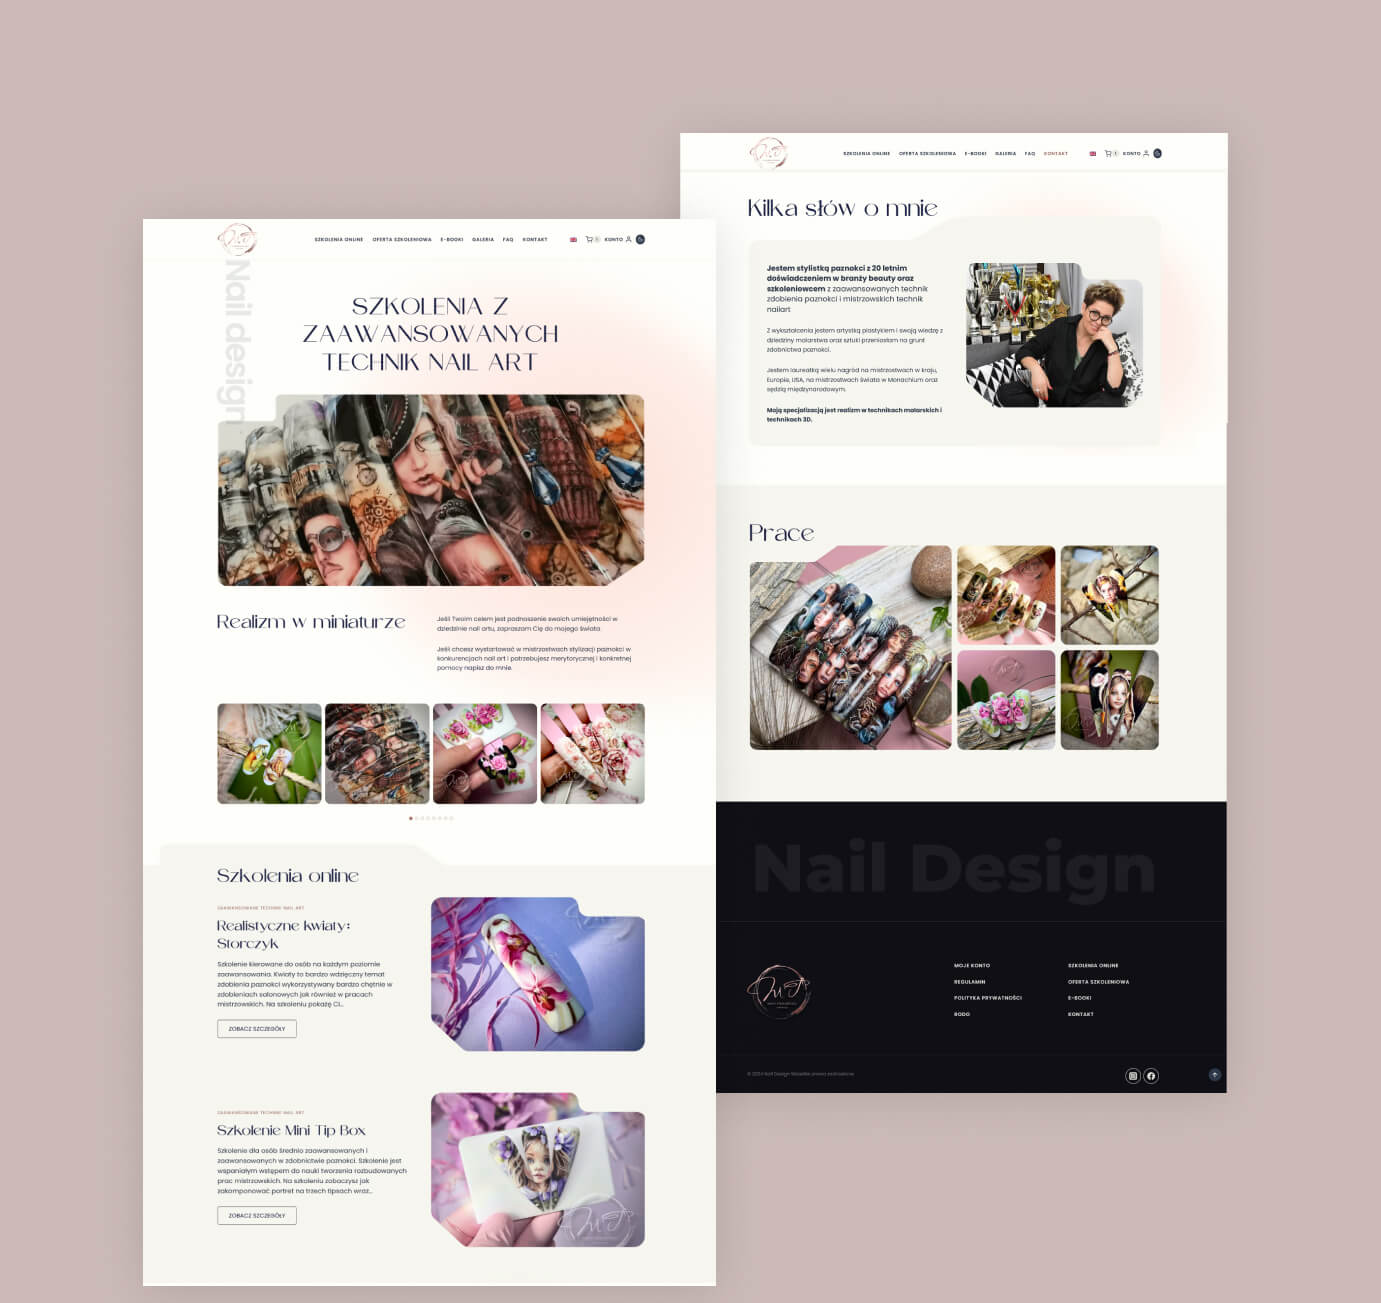 SZKOLENIA ONLINE OFERTA SZKOLENIOWA E-BOOKI GALERIA FAQ KONTAKT KONTO
Nail design
SZKOLENIA Z
ZAAWANSOWANYCH
TECHNIK NAIL ART
Realizm w miniaturze
Jeśli Twoim celem jest podnoszenie swoich umiejętności w
dziedzinie nail artu, zapraszam Cię do mojego świata
Jeśli chcesz wystartować w mistrzostwach stylizacji paznokci w
konkurencjach nail art i potrzebujesz merytorycznej i konkretnej
pomocy napisz do mnie.
Szkolenia online
ZAAWANSOWANE TECHNIKI NAIL ART
Realistyczne kwiaty:
Storczyk
Szkolenie kierowane do osób na każdym poziomie
zaawansowania. Kwiaty to bardzo wdzięczny temat
zdobienia paznokci wykorzystywany bardzo chętnie w
zdobieniach salonowych jak również w pracach
mistrzowskich. Na szkoleniu pokażę Ci...
ZOBACZ SZCZEGÓŁY
ZAAWANSOWANE TECHNIKI NAIL ART
Szkolenie Mini Tip Box
Szkolenie dla osób średnio zaawansowanych i
zaawansowanych w zdobnictwie paznokci. Szkolenie jest
wspaniałym wstępem do nauki tworzenia rozbudowanych
prac mistrzowskich. Na szkoleniu zobaczysz jak
zakomponować portret na trzech tipsach wraz...
ZOBACZ SZCZEGÓŁY
SZKOLENIA ONLINE OFERTA SZKOLENIOWA E-BOOKI GALERIA FAQ KONTAKT KONTO
Kilka słów o mnie
Jestem stylistką paznokci z 20 letnim
doświadczeniem w branży beauty oraz
szkoleniowcem z zaawansowanych technik
zdobienia paznokci i mistrzowskich technik
nailart
Z wykształcenia jestem artystką plastykiem i swoją wiedzę z
dziedziny malarstwa oraz sztuki przeniosłam na grunt
zdobnictwa paznokci.
Jestem laureatką wielu nagród na mistrzostwach w kraju,
Europie, USA, na mistrzostwach świata w Monachium oraz
sędzią międzynarodowym.
Moją specjalizacją jest realizm w technikach malarskich i
technikach 3D.
Prace
Nail Design
MOJE KONTO
REGULAMIN
POLITYKA PRYWATNOŚCI
RODO
SZKOLENIA ONLINE
OFERTA SZKOLENIOWA
E-BOOKI
KONTAKT
© 2024 Nail Design Wszelkie prawa zastrzeżone